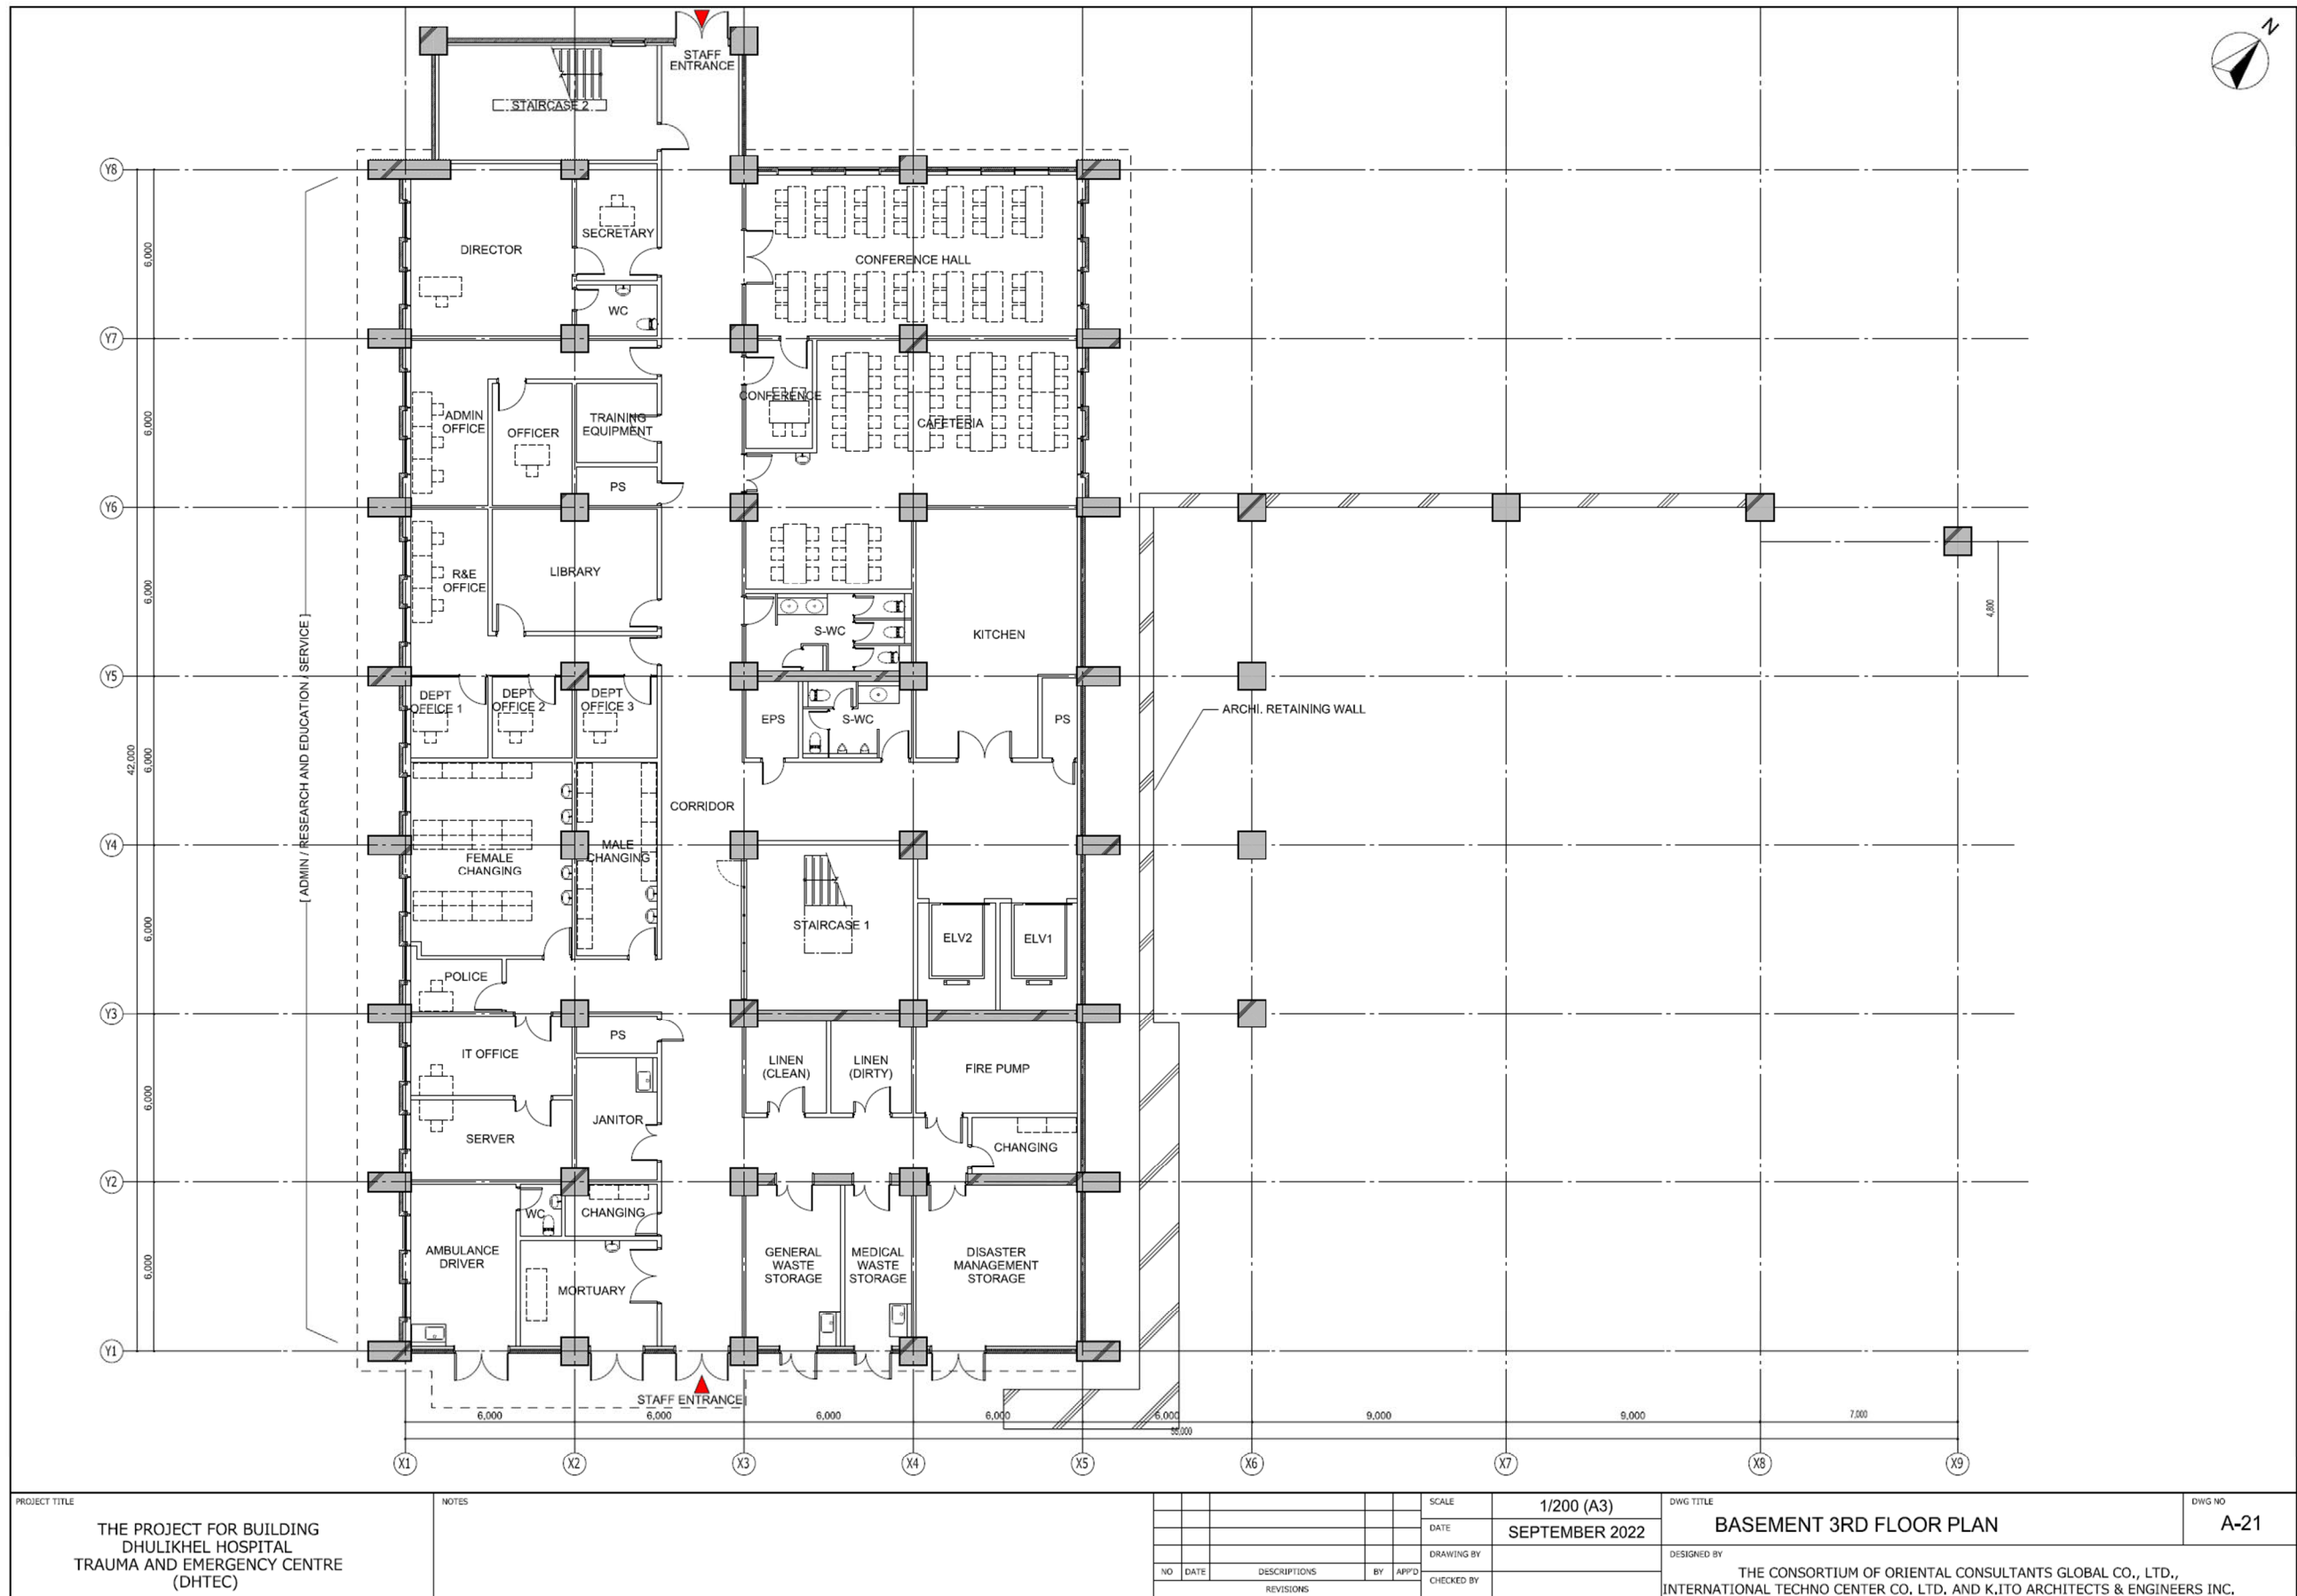 N
STAFF
ENTRANCE
STAIRCASE 2
Y8
DIRECTOR
SECRETARY
WC
CONFERENCE HALL
6,000
Y7
ADMIN
OFFICE
OFFICER
TRAINING
EQUIPMENT
PS
CONFERENCE
CAFETERIA
6,000
Y6
R&E
OFFICE
LIBRARY
S-WC
KITCHEN
6,000
4,800
[ ADMIN / RESEARCH AND EDUCATION / SERVICE ]
Y5
DEPT
OFFICE 1
DEPT
OFFICE 2
DEPT
OFFICE 3
EPS
S-WC
PS
ARCHI. RETAINING WALL
42,000
6,000
CORRIDOR
Y4
FEMALE
CHANGING
MALE
CHANGING
STAIRCASE 1
ELV2
ELV1
6,000
POLICE
Y3
IT OFFICE
PS
LINEN
(CLEAN)
LINEN
(DIRTY)
FIRE PUMP
6,000
SERVER
JANITOR
CHANGING
Y2
WC
CHANGING
AMBULANCE
DRIVER
MORTUARY
GENERAL
WASTE
STORAGE
MEDICAL
WASTE
STORAGE
DISASTER
MANAGEMENT
STORAGE
6,000
Y1
STAFF ENTRANCE
6,000
6,000
6,000
6,000
6,000
9,000
9,000
7,000
X1
X2
X3
X4
X5
X6
X7
X8
X9
PROJECT TITLE
THE PROJECT FOR BUILDING
DHULIKHEL HOSPITAL
TRAUMA AND EMERGENCY CENTRE
(DHTEC)
NOTES
NO DATE DESCRIPTIONS BY APP'D
REVISIONS
SCALE 1/200 (A3)
DATE SEPTEMBER 2022
DRAWING BY
CHECKED BY
DWG TITLE
BASEMENT 3RD FLOOR PLAN
DWG NO
A-21
DESIGNED BY
THE CONSORTIUM OF ORIENTAL CONSULTANTS GLOBAL CO., LTD.,
INTERNATIONAL TECHNO CENTER CO, LTD, AND K.ITO ARCHITECTS & ENGINEERS INC,